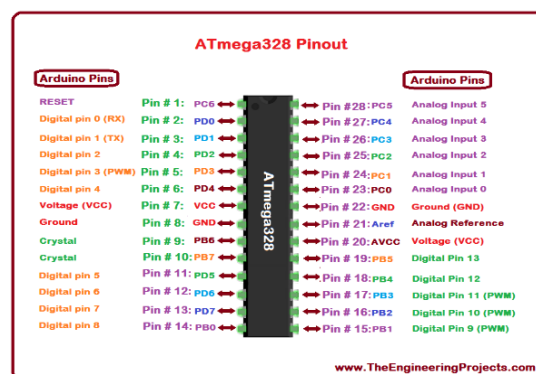 ATmega328 Pinout
Arduino Pins
Arduino Pins
RESET Pin # 1: PC6
Digital pin 0 (RX) Pin # 2: PD0
Digital pin 1 (TX) Pin # 3: PD1
Digital pin 2 Pin # 4: PD2
Digital pin 3 (PWM) Pin # 5: PD3
Digital pin 4 Pin # 6: PD4
Voltage (VCC) Pin # 7: VCC
Ground Pin # 8: GND
Crystal Pin # 9: PB6
Crystal Pin # 10: PB7
Digital pin 5 Pin # 11: PD5
Digital pin 6 Pin # 12: PD6
Digital pin 7 Pin # 13: PD7
Digital pin 8 Pin # 14: PB0
ATmega328
Pin #28: PC5 Analog Input 5
Pin #27: PC4 Analog Input 4
Pin # 26: PC3 Analog Input 3
Pin # 25: PC2 Analog Input 2
Pin # 24: PC1 Analog Input 1
Pin # 23: PC0 Analog Input 0
Pin # 22: GND Ground (GND)
Pin # 21: Aref Analog Reference
Pin # 20: AVCC Voltage (VCC)
Pin # 19: PB5 Digital Pin 13
Pin # 18: PB4 Digital Pin 12
Pin # 17: PB3 Digital Pin 11 (PWM)
Pin # 16: PB2 Digital Pin 10 (PWM)
Pin # 15: PB1 Digital Pin 9 (PWM)
www.TheEngineeringProjects.com